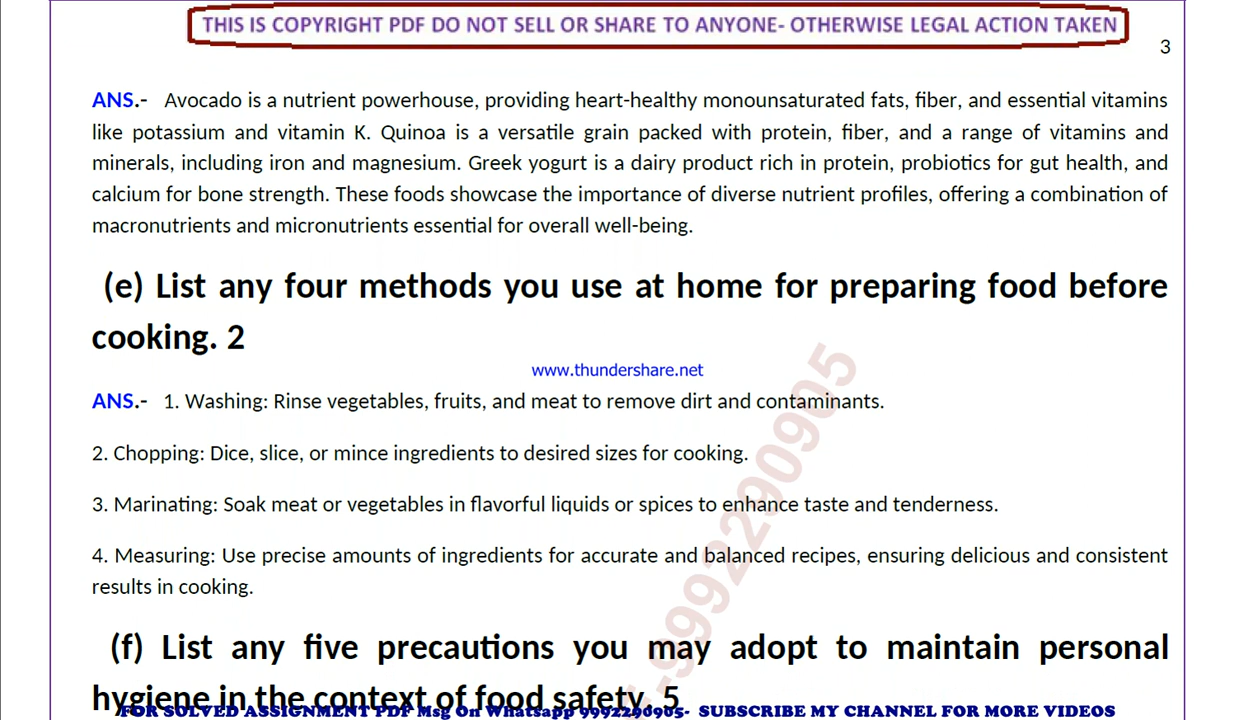 THIS IS COPYRIGHT PDF DO NOT SELL OR SHARE TO ANYONE- OTHERWISE LEGAL ACTION TAKEN
3
ANS.- Avocado is a nutrient powerhouse, providing heart-healthy monounsaturated fats, fiber, and essential vitamins
like potassium and vitamin K. Quinoa is a versatile grain packed with protein, fiber, and a range of vitamins and
minerals, including iron and magnesium. Greek yogurt is a dairy product rich in protein, probiotics for gut health, and
calcium for bone strength. These foods showcase the importance of diverse nutrient profiles, offering a combination of
macronutrients and micronutrients essential for overall well-being.
(e) List any four methods you use at home for preparing food before
cooking. 2
www.thundershare.net
ANS.- 1. Washing: Rinse vegetables, fruits, and meat to remove dirt and contaminants.
2. Chopping: Dice, slice, or mince ingredients to desired sizes for cooking.
3. Marinating: Soak meat or vegetables in flavorful liquids or spices to enhance taste and tenderness.
4. Measuring: Use precise amounts of ingredients for accurate and balanced recipes, ensuring delicious and consistent
results in cooking.
-9992290905
(f) List any five precautions you may adopt to maintain personal
hygiene in the context of food safety. 5
FOR SOLVED ASSIGNMENT PDF Msg On Whatsapp 9992290905- SUBSCRIBE MY CHANNEL FOR MORE VIDEOS